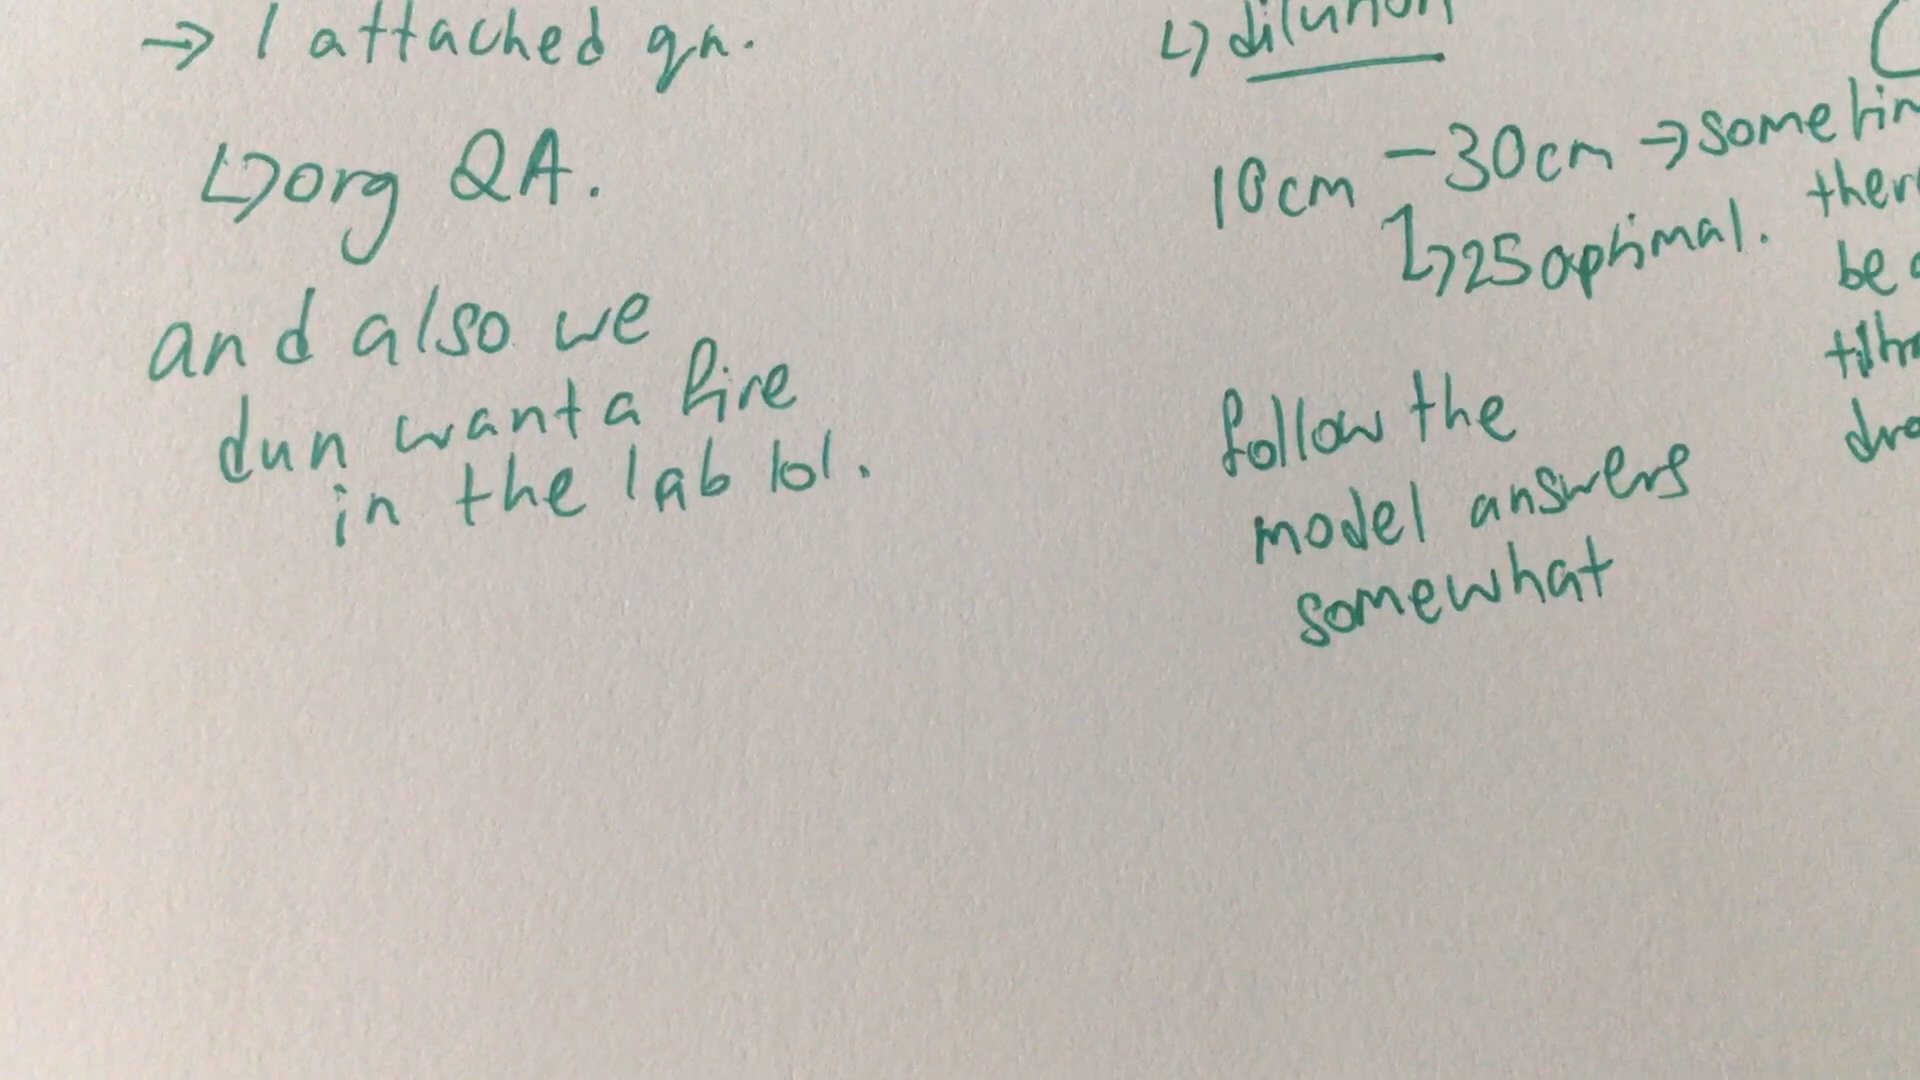 → 1 attached qn.
↳ org QA.
and also we
dun want a fire
in the lab lol.
↳ dilution
10cm - 30cm → sometim
↳ 25 optimal.
ther
be
follow the
model answers
somewhat